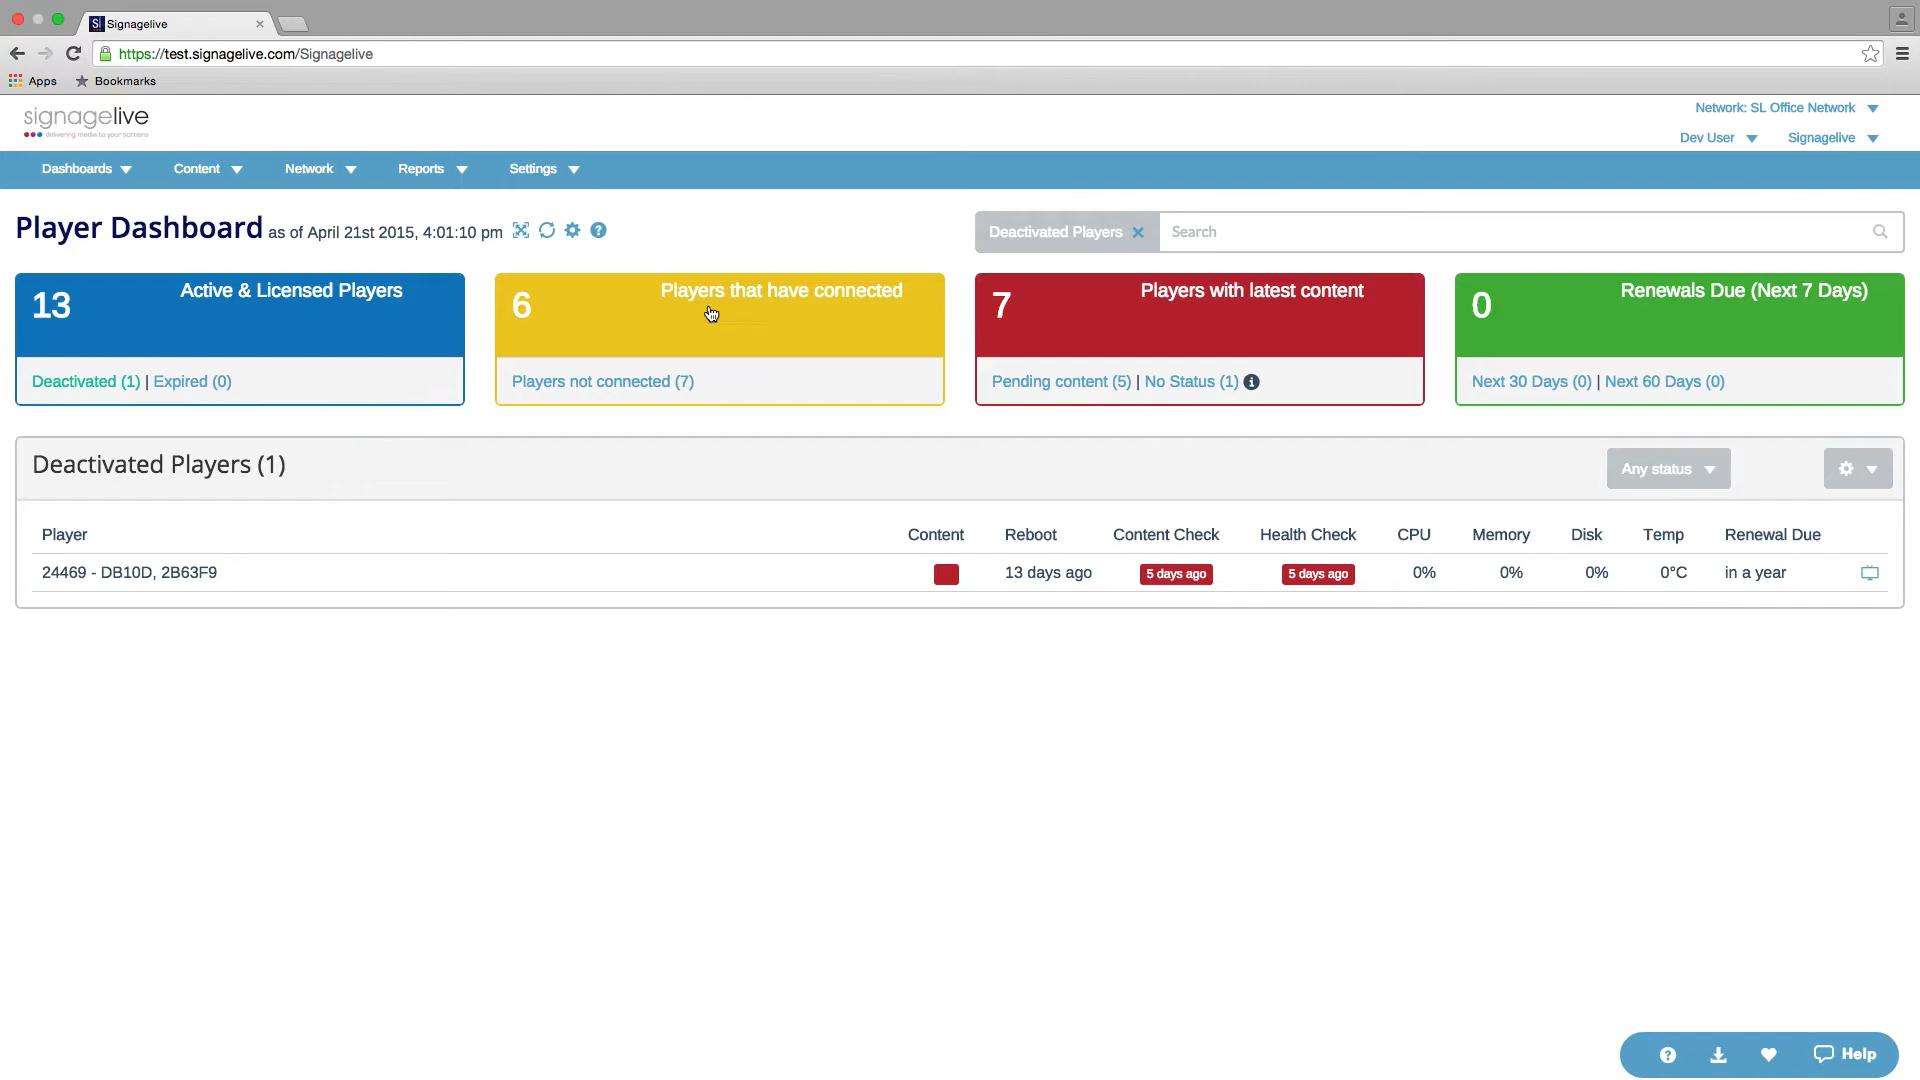 Signagelive
https://test.signagelive.com/Signagelive
Apps Bookmarks
signagelive
delivering media to your screens
Network: SL Office Network
Dev User Signagelive
Dashboards Content Network Reports Settings
Player Dashboard as of April 21st 2015, 4:01:10 pm
Deactivated Players Search
13 Active & Licensed Players
Deactivated (1) | Expired (0)
6 Players that have connected
Players not connected (7)
7 Players with latest content
Pending content (5) | No Status (1)
0 Renewals Due (Next 7 Days)
Next 30 Days (0) | Next 60 Days (0)
Deactivated Players (1)
Any status
Player Content Reboot Content Check Health Check CPU Memory Disk Temp Renewal Due
24469 - DB10D, 2B63F9 13 days ago 5 days ago 5 days ago 0% 0% 0% 0°C in a year
Help